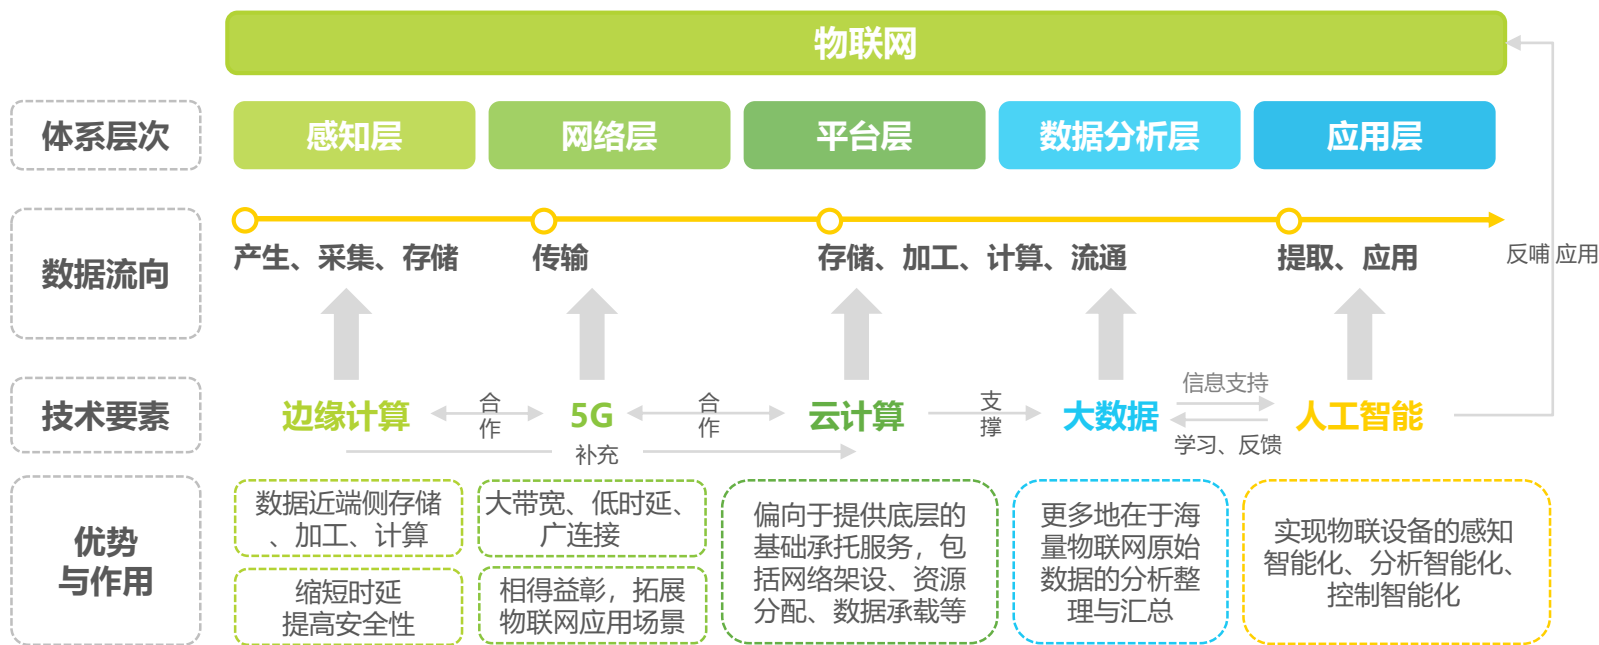 物联网
体系层次
感知层
网络层
平台层
数据分析层
应用层
数据流向
产生、采集、存储
传输
存储、加工、计算、流通
提取、应用
反哺 应用
技术要素
边缘计算
合
作
5G
合
作
云计算
支
撑
大数据
信息支持
学习、反馈
人工智能
补充
优势
与作用
数据近端侧存储
、加工、计算
缩短时延
提高安全性
大带宽、低时延、
广连接
相得益彰，拓展
物联网应用场景
偏向于提供底层的
基础承托服务，包
括网络架设、资源
分配、数据承载等
更多地在于海
量物联网原始
数据的分析整
理与汇总
实现物联设备的感知
智能化、分析智能化、
控制智能化